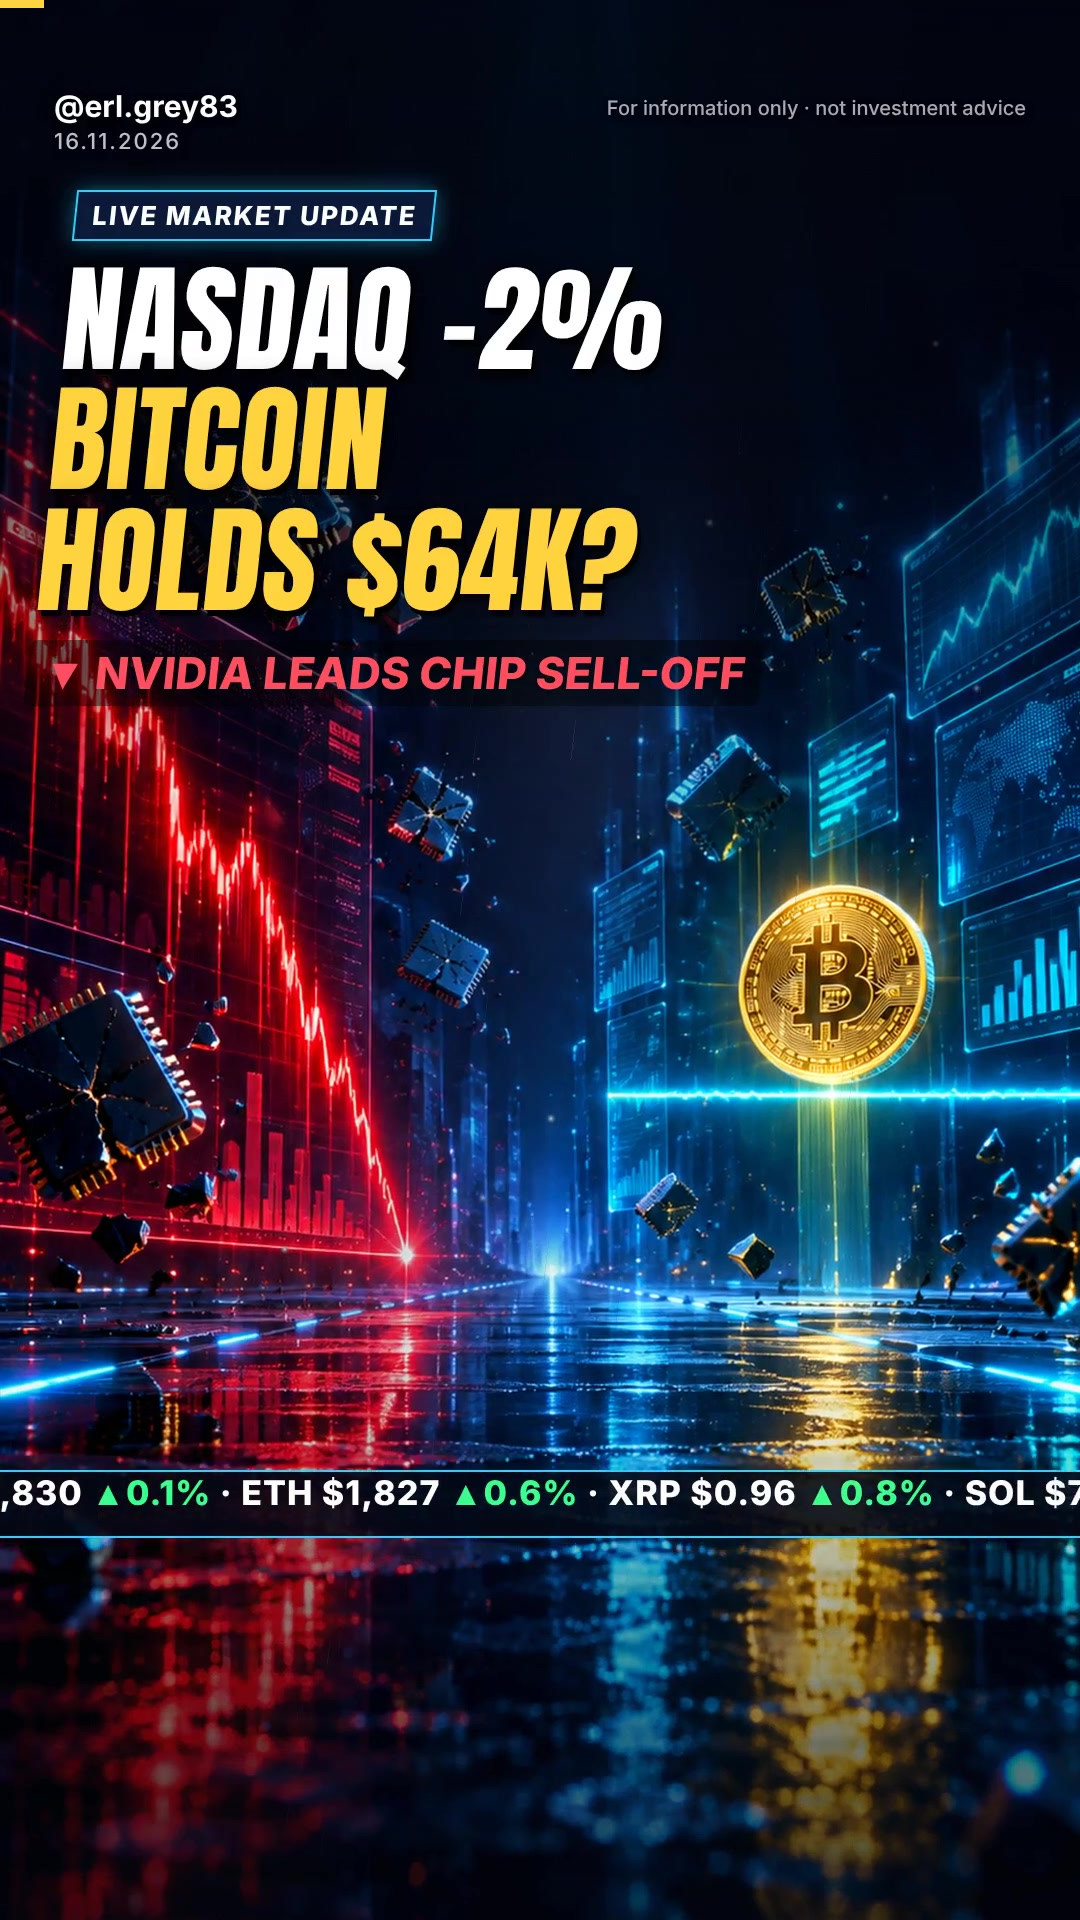 @erl.grey83
For information only · not investment advice
16.11.2026
LIVE MARKET UPDATE
NASDAQ -2%
BITCOIN
HOLDS $64K?
▼ NVIDIA LEADS CHIP SELL-OFF
,830 ▲0.1% · ETH $1,827 ▲0.6% · XRP $0.96 ▲0.8% · SOL $7